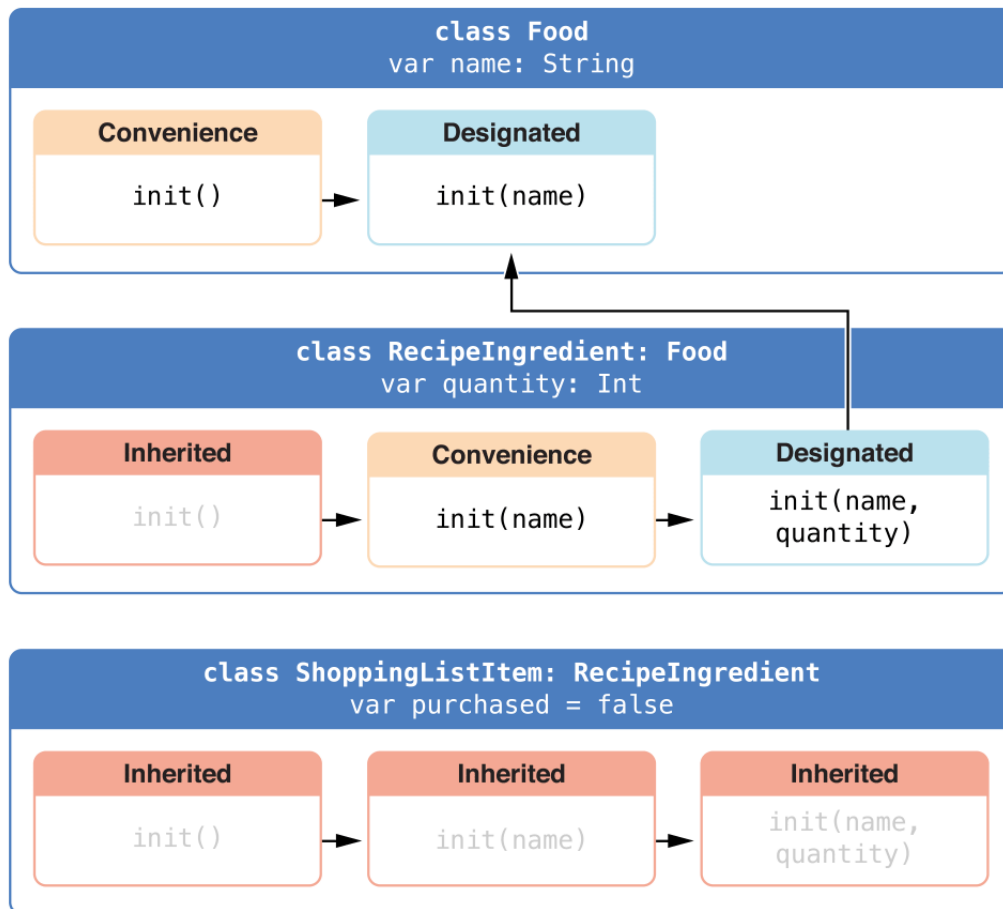 class Food
var name: String
Convenience
Designated
init()
init(name)
class RecipeIngredient: Food
var quantity: Int
Inherited
Convenience
Designated
init()
init(name)
init(name,
quantity)
class ShoppingListItem: RecipeIngredient
var purchased = false
Inherited
Inherited
Inherited
init()
init(name)
init(name,
quantity)